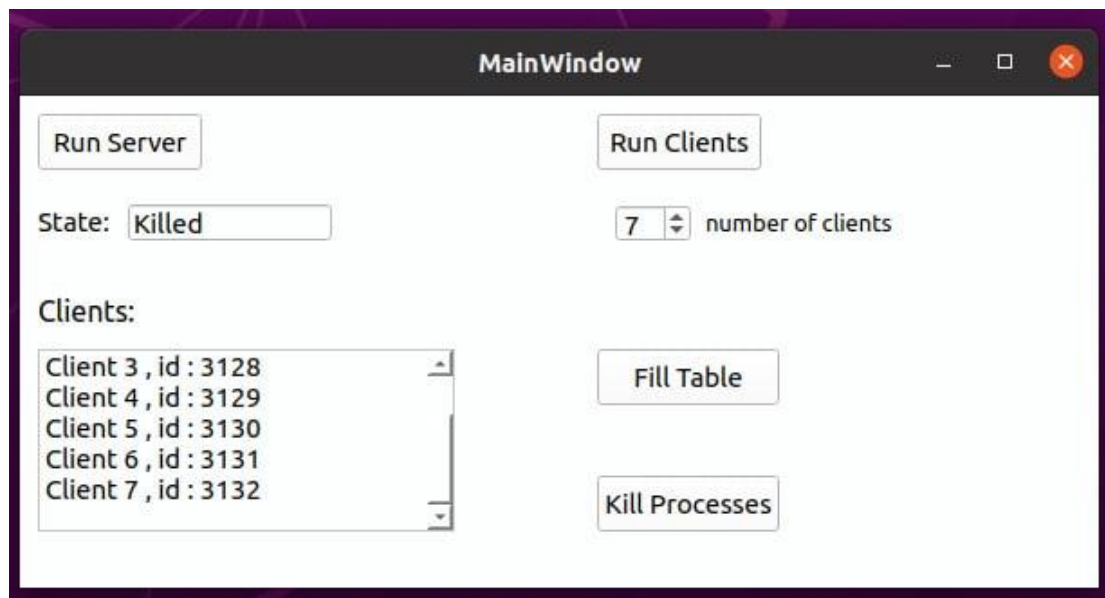 MainWindow
Run Server
Run Clients
State: Killed
7 number of clients
Clients:
Client 3 , id : 3128
Client 4 , id : 3129
Client 5 , id : 3130
Client 6 , id : 3131
Client 7 , id : 3132
Fill Table
Kill Processes